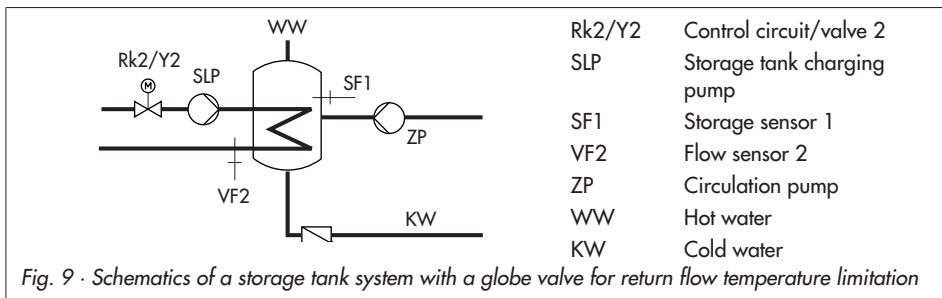 WW
Rk2/Y2
M
SLP
SF1
ZP
VF2
KW
Rk2/Y2 Control circuit/valve 2
SLP Storage tank charging
pump
SF1 Storage sensor 1
VF2 Flow sensor 2
ZP Circulation pump
WW Hot water
KW Cold water
Fig. 9 · Schematics of a storage tank system with a globe valve for return flow temperature limitation